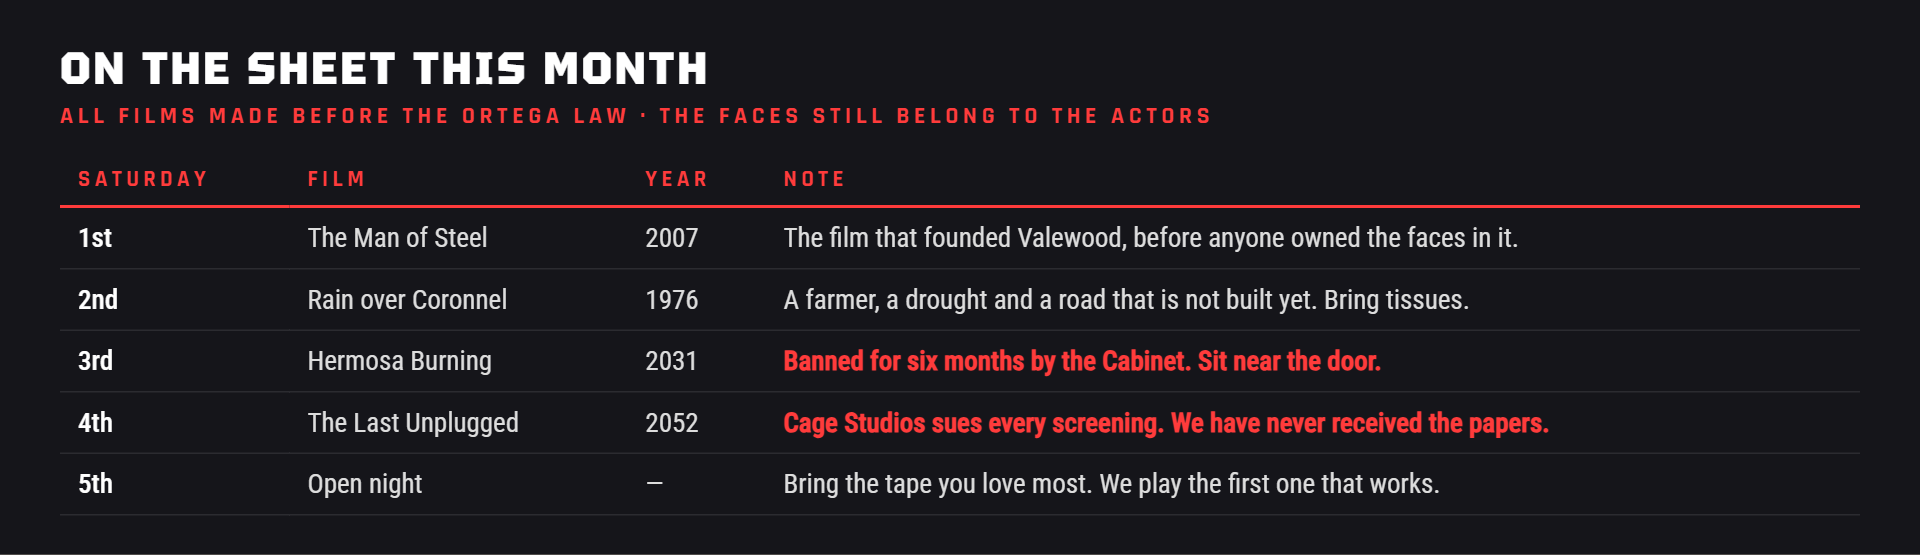 ON THE SHEET THIS MONTH
ALL FILMS MADE BEFORE THE ORTEGA LAW · THE FACES STILL BELONG TO THE ACTORS
SATURDAY FILM YEAR NOTE
1st The Man of Steel 2007 The film that founded Valewood, before anyone owned the faces in it.
2nd Rain over Coronnel 1976 A farmer, a drought and a road that is not built yet. Bring tissues.
3rd Hermosa Burning 2031 Banned for six months by the Cabinet. Sit near the door.
4th The Last Unplugged 2052 Cage Studios sues every screening. We have never received the papers.
5th Open night — Bring the tape you love most. We play the first one that works.